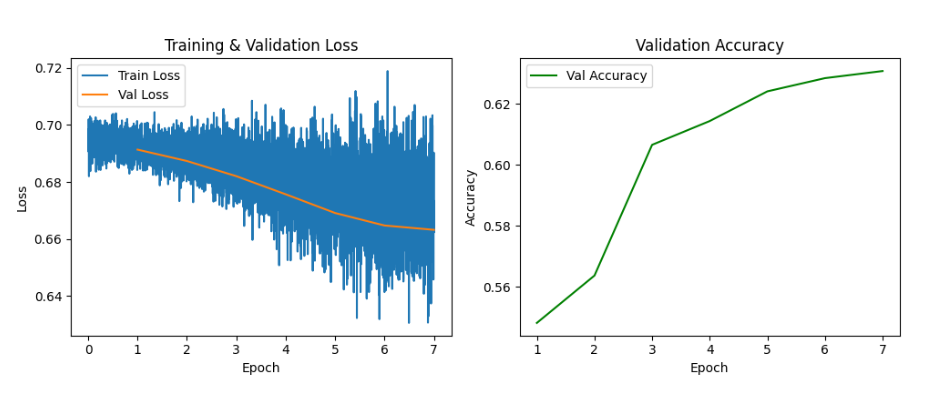 Training & Validation Loss
0.72
0.70
0.68
0.66
0.64
Loss
Train Loss
Val Loss
0 1 2 3 4 5 6 7
Epoch
Validation Accuracy
0.62
0.60
0.58
0.56
Accuracy
Val Accuracy
1 2 3 4 5 6 7
Epoch